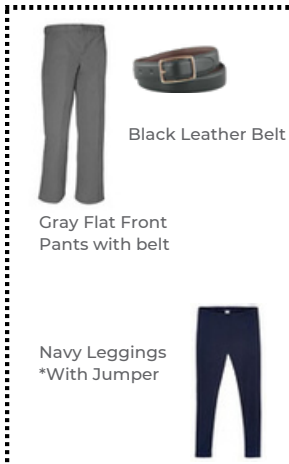 Black Leather Belt
Gray Flat Front
Pants with belt
Navy Leggings
*With Jumper